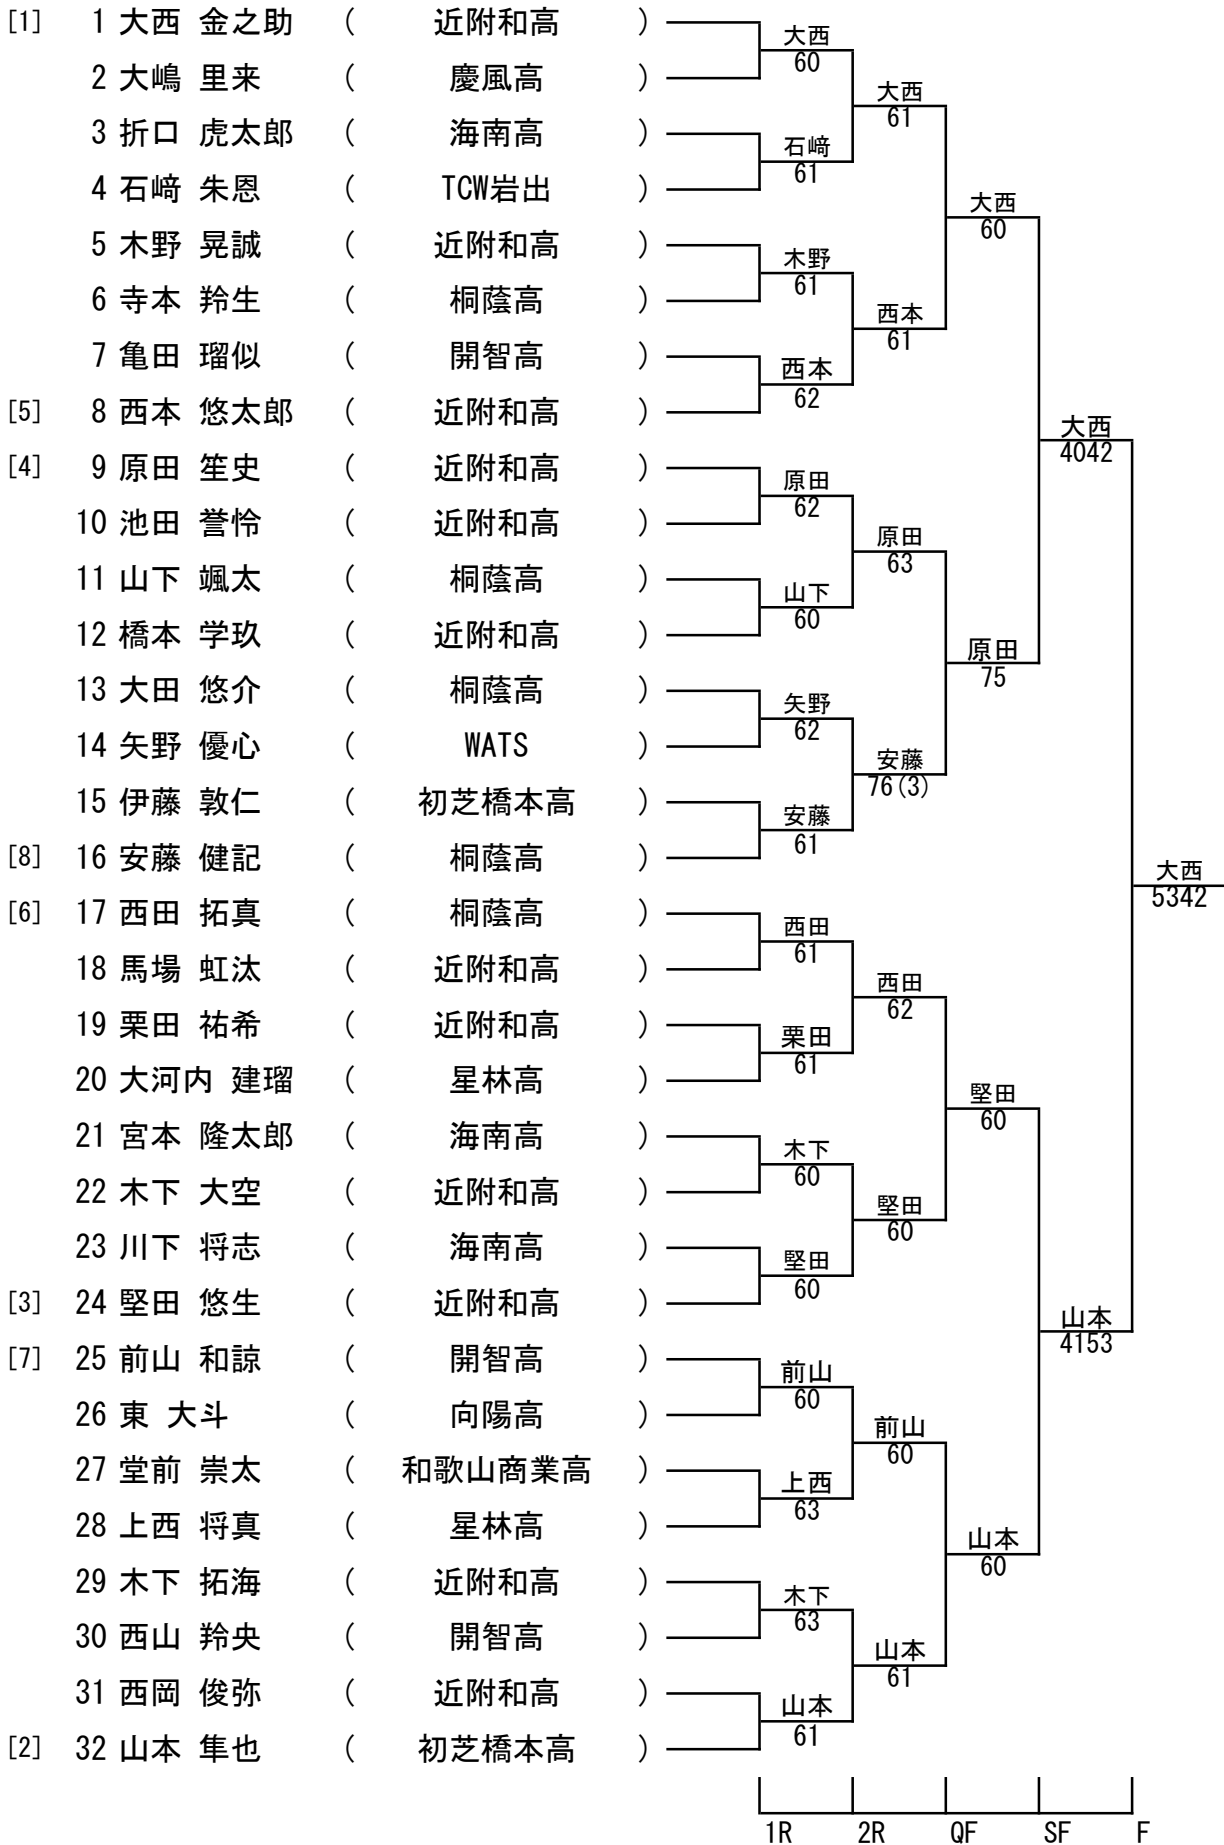 [1] 1 大西 金之助 ( 近附和高 )
大西
60
2 大嶋 里来 ( 慶風高 )
大西
61
3 折口 虎太郎 ( 海南高 )
石﨑
61
4 石﨑 朱恩 ( TCW岩出 )
大西
60
5 木野 晃誠 ( 近附和高 )
木野
61
6 寺本 羚生 ( 桐蔭高 )
西本
61
7 亀田 瑠似 ( 開智高 )
西本
62
[5] 8 西本 悠太郎 ( 近附和高 )
大西
4042
[4] 9 原田 笙史 ( 近附和高 )
原田
62
10 池田 誉怜 ( 近附和高 )
原田
63
11 山下 颯太 ( 桐蔭高 )
山下
60
12 橋本 学玖 ( 近附和高 )
原田
75
13 大田 悠介 ( 桐蔭高 )
矢野
62
14 矢野 優心 ( WATS )
安藤
76(3)
15 伊藤 敦仁 ( 初芝橋本高 )
安藤
61
[8] 16 安藤 健記 ( 桐蔭高 )
大西
5342
[6] 17 西田 拓真 ( 桐蔭高 )
西田
61
18 馬場 虹汰 ( 近附和高 )
西田
62
19 栗田 祐希 ( 近附和高 )
栗田
61
20 大河内 建瑠 ( 星林高 )
堅田
60
21 宮本 隆太郎 ( 海南高 )
木下
60
22 木下 大空 ( 近附和高 )
堅田
60
23 川下 将志 ( 海南高 )
堅田
60
[3] 24 堅田 悠生 ( 近附和高 )
山本
4153
[7] 25 前山 和諒 ( 開智高 )
前山
60
26 東 大斗 ( 向陽高 )
前山
60
27 堂前 崇太 ( 和歌山商業高 )
上西
63
28 上西 将真 ( 星林高 )
山本
60
29 木下 拓海 ( 近附和高 )
木下
63
30 西山 羚央 ( 開智高 )
山本
61
31 西岡 俊弥 ( 近附和高 )
山本
61
[2] 32 山本 隼也 ( 初芝橋本高 )
1R 2R QF SF F